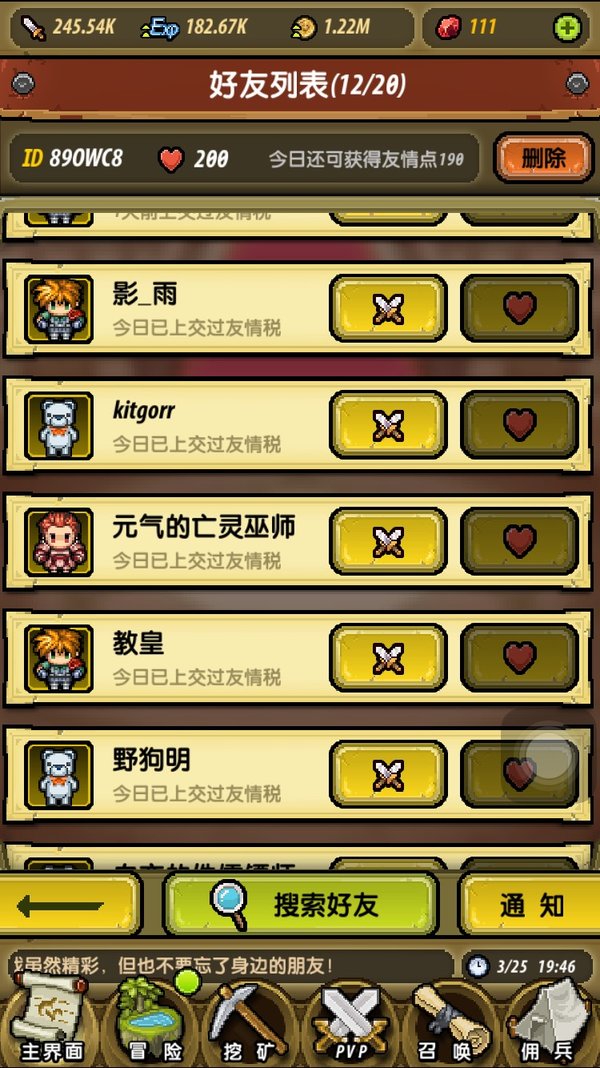 245.54K Exp 182.67K 1.22M 111
好友列表(12/20)
ID 89OWC8 200 今日还可获得友情点190 删除
影_雨
今日已上交过友情税
kitgorr
今日已上交过友情税
元气的亡灵巫师
今日已上交过友情税
教皇
今日已上交过友情税
野狗明
今日已上交过友情税
搜索好友 通知
虽然精彩，但也不要忘了身边的朋友！ 3/25 19:46
主界面 冒险 挖矿 PVP 召唤 佣兵